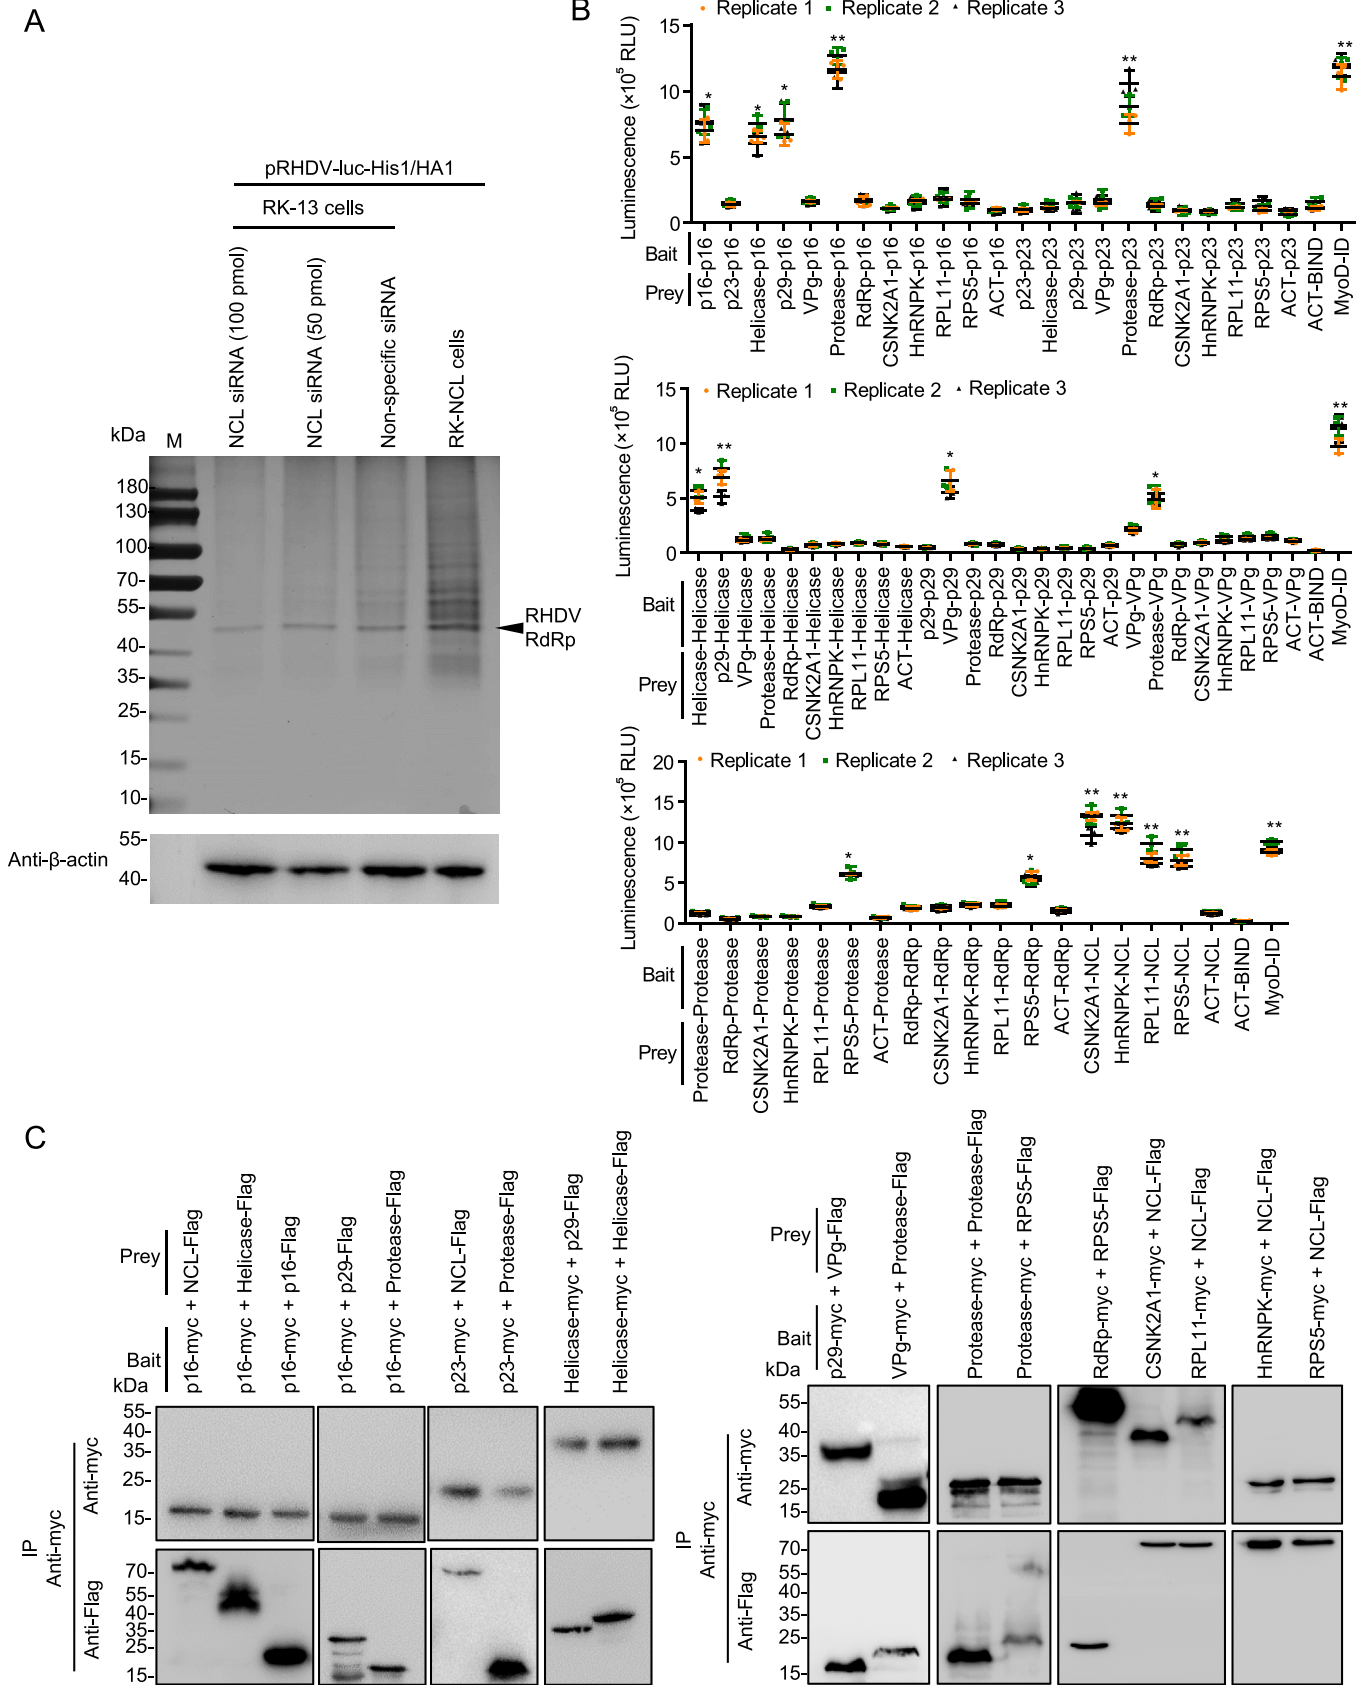 A
pRHDV-luc-His1/HA1
RK-13 cells
NCL siRNA (100 pmol)
NCL siRNA (50 pmol)
Non-specific siRNA
RK-NCL cells
kDa
M
180
130
100
70
55
40
35
25
15
10
RHDV
RdRp
55
40
Anti-β-actin
B
Replicate 1 Replicate 2 Replicate 3
Luminescence (×10⁵ RLU)
15
10
5
0
* * * ** ** **
Bait
Prey
p16-p16
p23-p16
Helicase-p16
p29-p16
VPg-p16
Protease-p16
RdRp-p16
CSNK2A1-p16
HnRNPK-p16
RPL11-p16
RPS5-p16
ACT-p16
p23-p23
Helicase-p23
p29-p23
VPg-p23
Protease-p23
RdRp-p23
CSNK2A1-p23
HnRNPK-p23
RPL11-p23
RPS5-p23
ACT-p23
ACT-BIND
MyoD-ID
Replicate 1 Replicate 2 Replicate 3
Luminescence (×10⁵ RLU)
15
10
5
0
* ** * * **
Bait
Prey
Helicase-Helicase
p29-Helicase
VPg-Helicase
Protease-Helicase
RdRp-Helicase
CSNK2A1-Helicase
HnRNPK-Helicase
RPL11-Helicase
RPS5-Helicase
ACT-Helicase
p29-p29
VPg-p29
Protease-p29
RdRp-p29
CSNK2A1-p29
HnRNPK-p29
RPL11-p29
RPS5-p29
ACT-p29
VPg-VPg
Protease-VPg
RdRp-VPg
CSNK2A1-VPg
HnRNPK-VPg
RPL11-VPg
RPS5-VPg
ACT-VPg
ACT-BIND
MyoD-ID
Replicate 1 Replicate 2 Replicate 3
Luminescence (×10⁵ RLU)
20
15
10
5
0
* * ** ** ** ** **
Bait
Prey
Protease-Protease
RdRp-Protease
CSNK2A1-Protease
HnRNPK-Protease
RPL11-Protease
RPS5-Protease
ACT-Protease
RdRp-RdRp
CSNK2A1-RdRp
HnRNPK-RdRp
RPL11-RdRp
RPS5-RdRp
ACT-RdRp
CSNK2A1-NCL
HnRNPK-NCL
RPL11-NCL
RPS5-NCL
ACT-NCL
ACT-BIND
MyoD-ID
C
Prey
Bait
kDa
p16-myc + NCL-Flag
p16-myc + Helicase-Flag
p16-myc + p16-Flag
p16-myc + p29-Flag
p16-myc + Protease-Flag
p23-myc + NCL-Flag
p23-myc + Protease-Flag
Helicase-myc + p29-Flag
Helicase-myc + Helicase-Flag
55
40
35
25
15
IP
Anti-myc
Anti-myc
Anti-Flag
70
55
40
35
25
15
Prey
Bait
kDa
p29-myc + VPg-Flag
VPg-myc + Protease-Flag
Protease-myc + Protease-Flag
Protease-myc + RPS5-Flag
RdRp-myc + RPS5-Flag
CSNK2A1-myc + NCL-Flag
RPL11-myc + NCL-Flag
HnRNPK-myc + NCL-Flag
RPS5-myc + NCL-Flag
55
40
35
25
15
IP
Anti-myc
Anti-myc
Anti-Flag
70
55
40
35
25
15